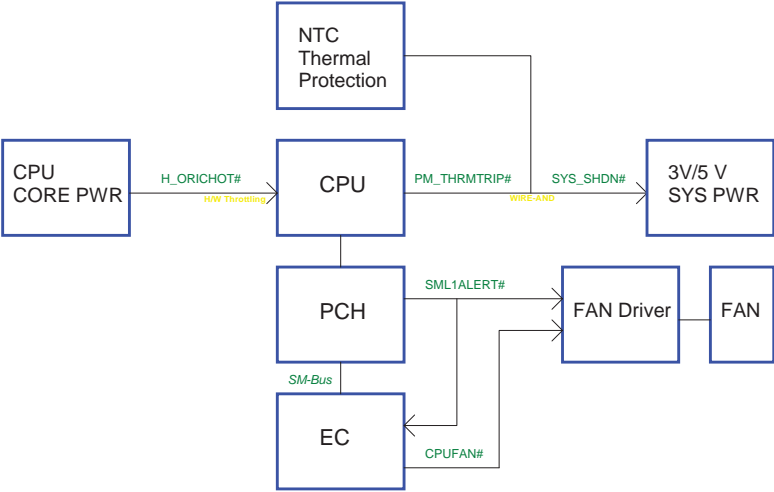 NTC
Thermal
Protection
CPU
CORE PWR
H_ORICHOT#
H/W Throttling
CPU
PM_THRMTRIP#
WIRE-AND
SYS_SHDN#
3V/5 V
SYS PWR
PCH
SML1ALERT#
FAN Driver
FAN
SM-Bus
EC
CPUFAN#